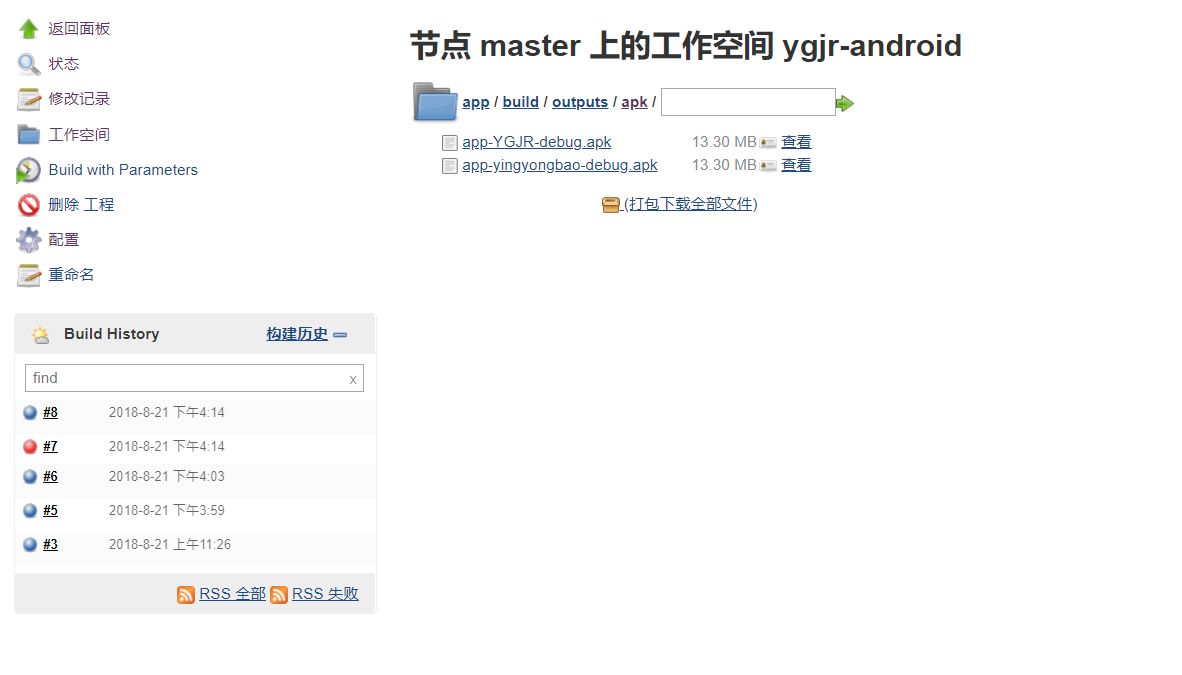 返回面板
状态
修改记录
工作空间
Build with Parameters
删除 工程
配置
重命名
Build History 构建历史
find x
#8 2018-8-21 下午4:14
#7 2018-8-21 下午4:14
#6 2018-8-21 下午4:03
#5 2018-8-21 下午3:59
#3 2018-8-21 上午11:26
RSS 全部 RSS 失败
节点 master 上的工作空间 ygjr-android
app / build / outputs / apk /
app-YGJR-debug.apk 13.30 MB 查看
app-yingyongbao-debug.apk 13.30 MB 查看
(打包下载全部文件)